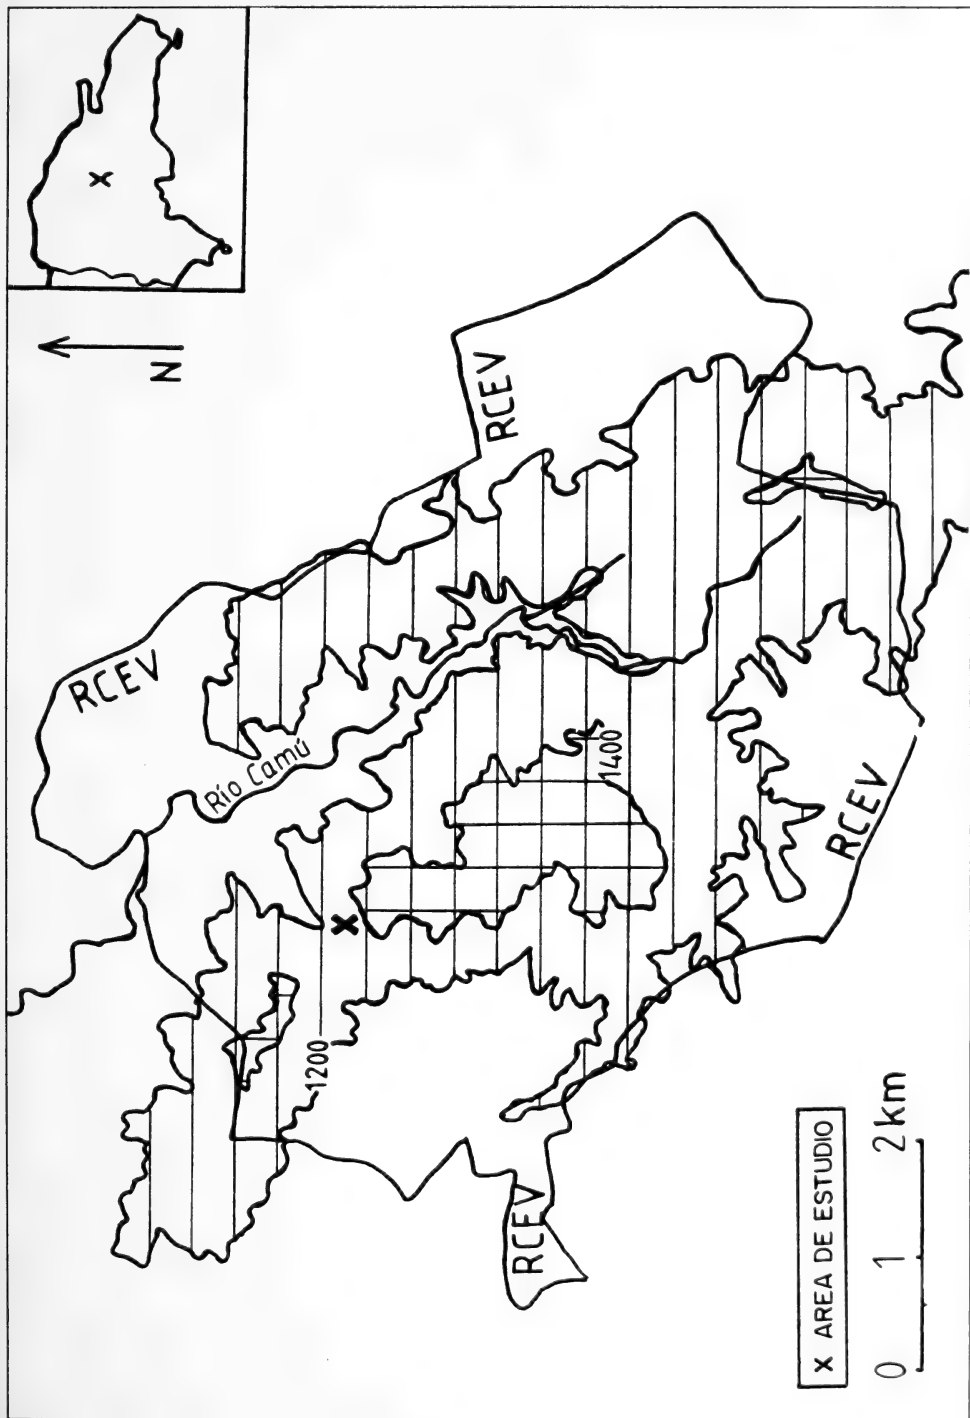 N
RCEV
RCEV
Río Camú
1400
1200
RCEV
RCEV
x AREA DE ESTUDIO
0 1 2km